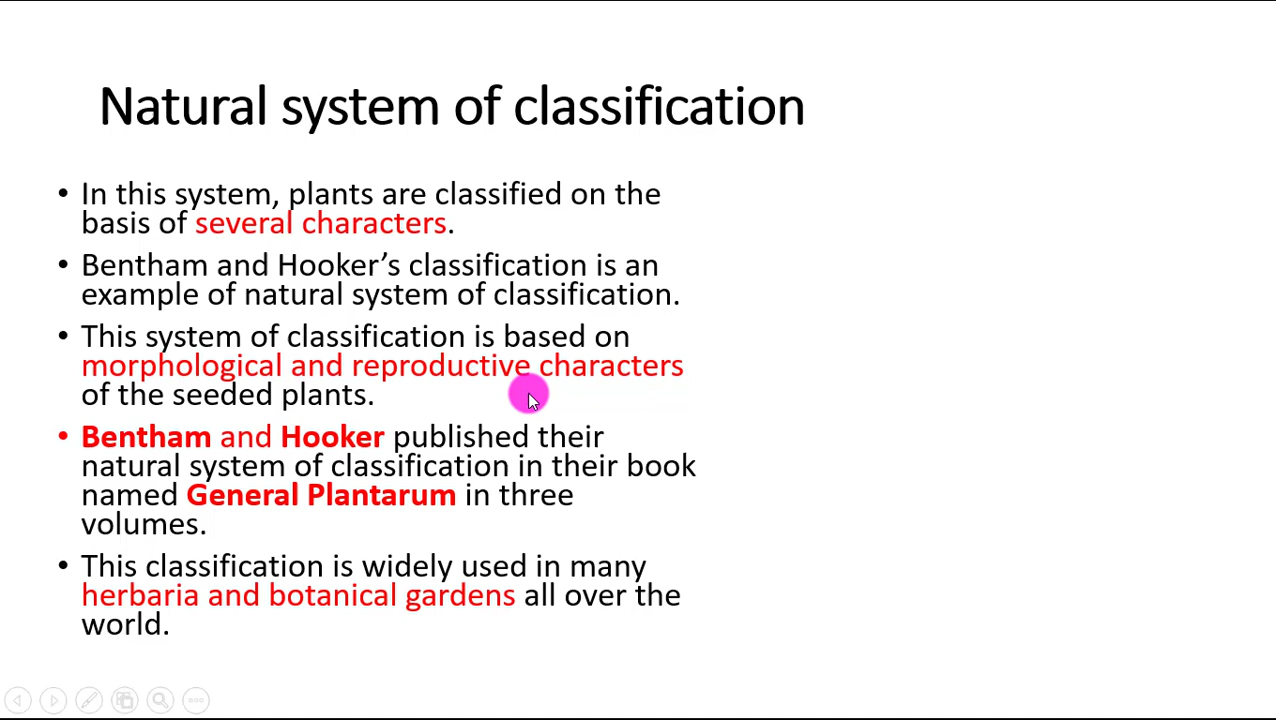 Natural system of classification
• In this system, plants are classified on the
basis of several characters.
• Bentham and Hooker’s classification is an
example of natural system of classification.
• This system of classification is based on
morphological and reproductive characters
of the seeded plants.
• Bentham and Hooker published their
natural system of classification in their book
named General Plantarum in three
volumes.
• This classification is widely used in many
herbaria and botanical gardens all over the
world.